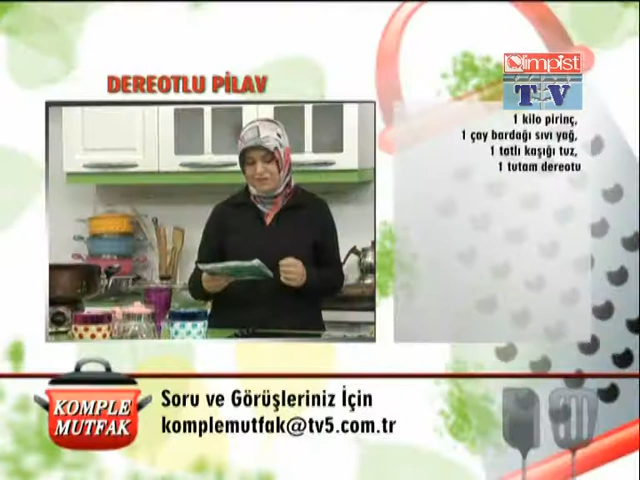 DEREOTLU PİLAV
Olimpist
TV
1 kilo pirinç,
1 çay bardağı sıvı yağ,
1 tatlı kaşığı tuz,
1 tutam dereotu
KOMPLE
MUTFAK
Soru ve Görüşleriniz İçin
komplemutfak@tv5.com.tr